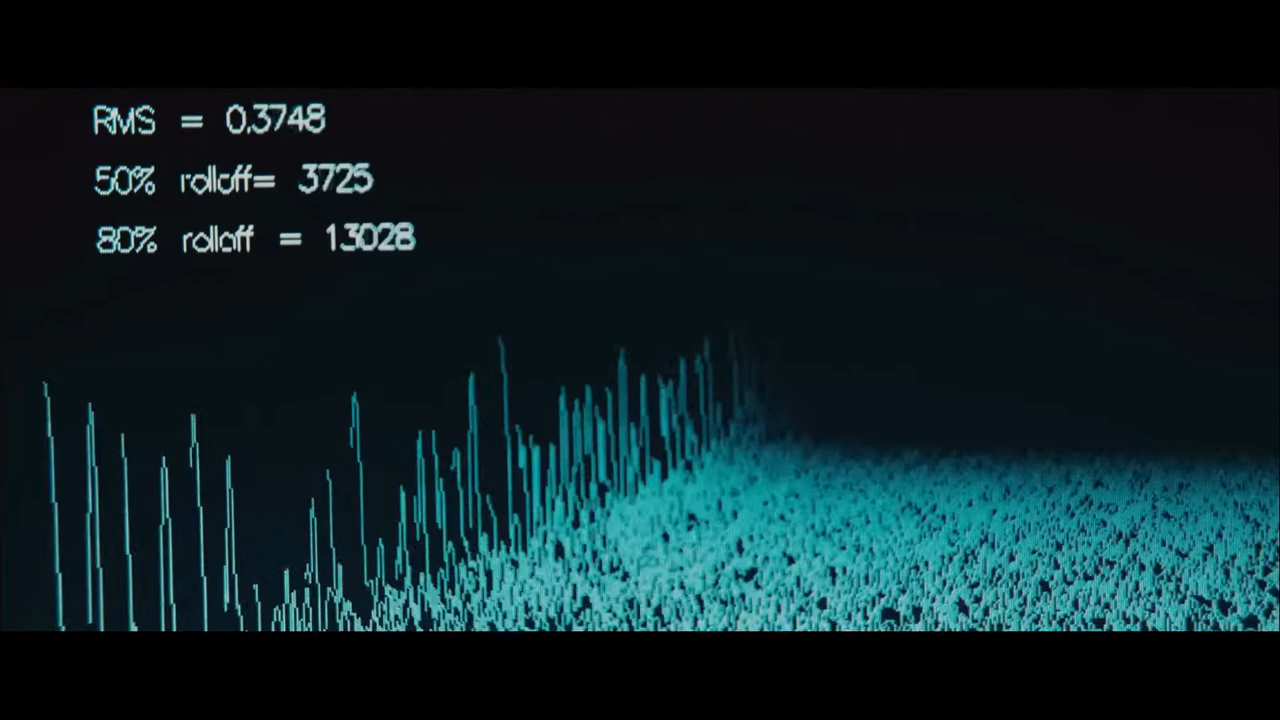 RMS = 0.3748
50% rolloff= 3725
80% rolloff = 13028